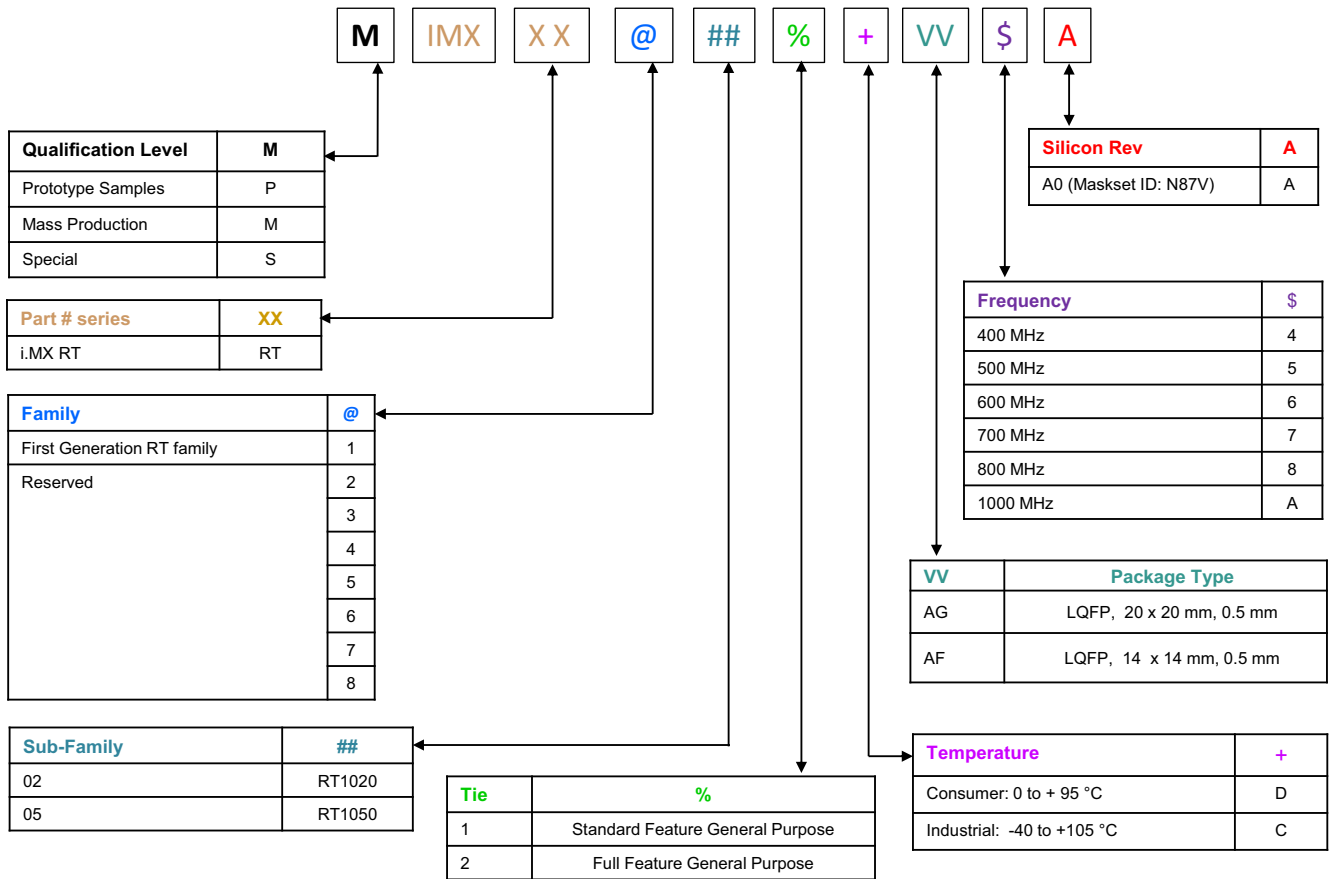 M IMX X X @ ## % + VV $ A
Qualification Level M
Prototype Samples P
Mass Production M
Special S
Part # series XX
i.MX RT RT
Family @
First Generation RT family 1
Reserved 2
3
4
5
6
7
8
Sub-Family ##
02 RT1020
05 RT1050
Tie %
1 Standard Feature General Purpose
2 Full Feature General Purpose
Silicon Rev A
A0 (Maskset ID: N87V) A
Frequency $
400 MHz 4
500 MHz 5
600 MHz 6
700 MHz 7
800 MHz 8
1000 MHz A
VV Package Type
AG LQFP, 20 x 20 mm, 0.5 mm
AF LQFP, 14 x 14 mm, 0.5 mm
Temperature +
Consumer: 0 to + 95 °C D
Industrial: -40 to +105 °C C